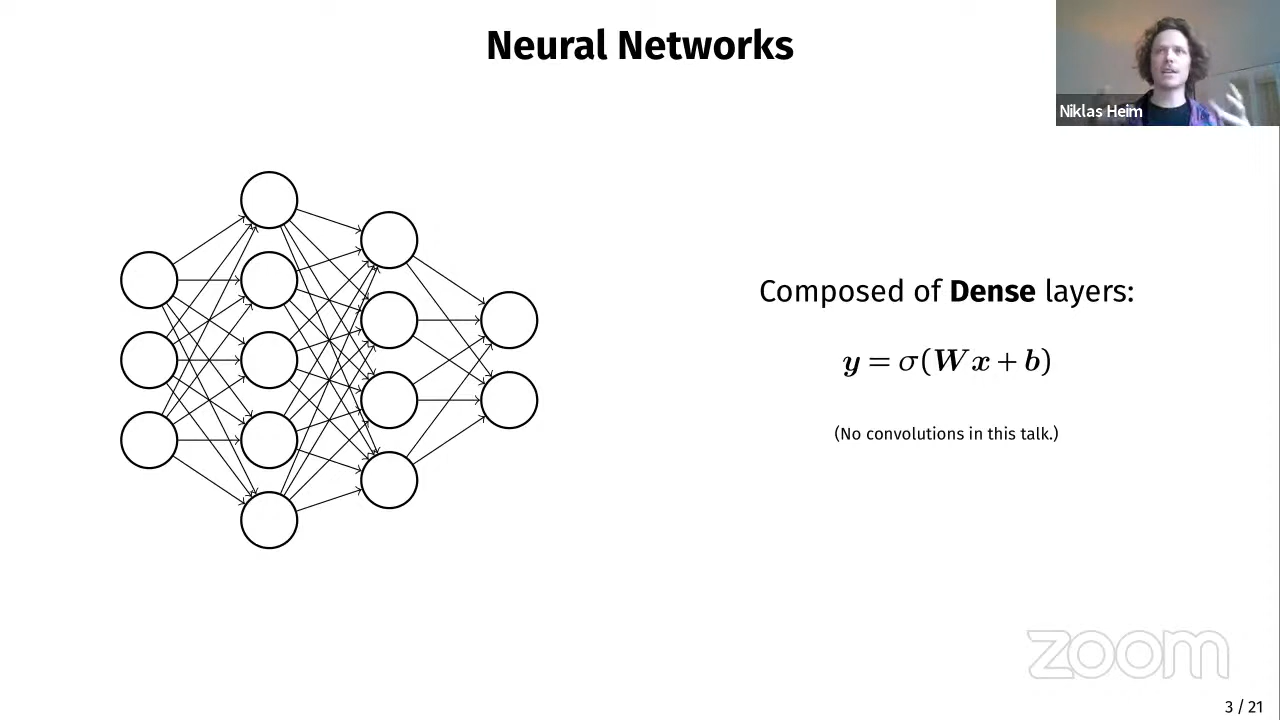 Neural Networks
Niklas Heim
Composed of Dense layers:
y = σ(Wx + b)
(No convolutions in this talk.)
zoom
3 / 21